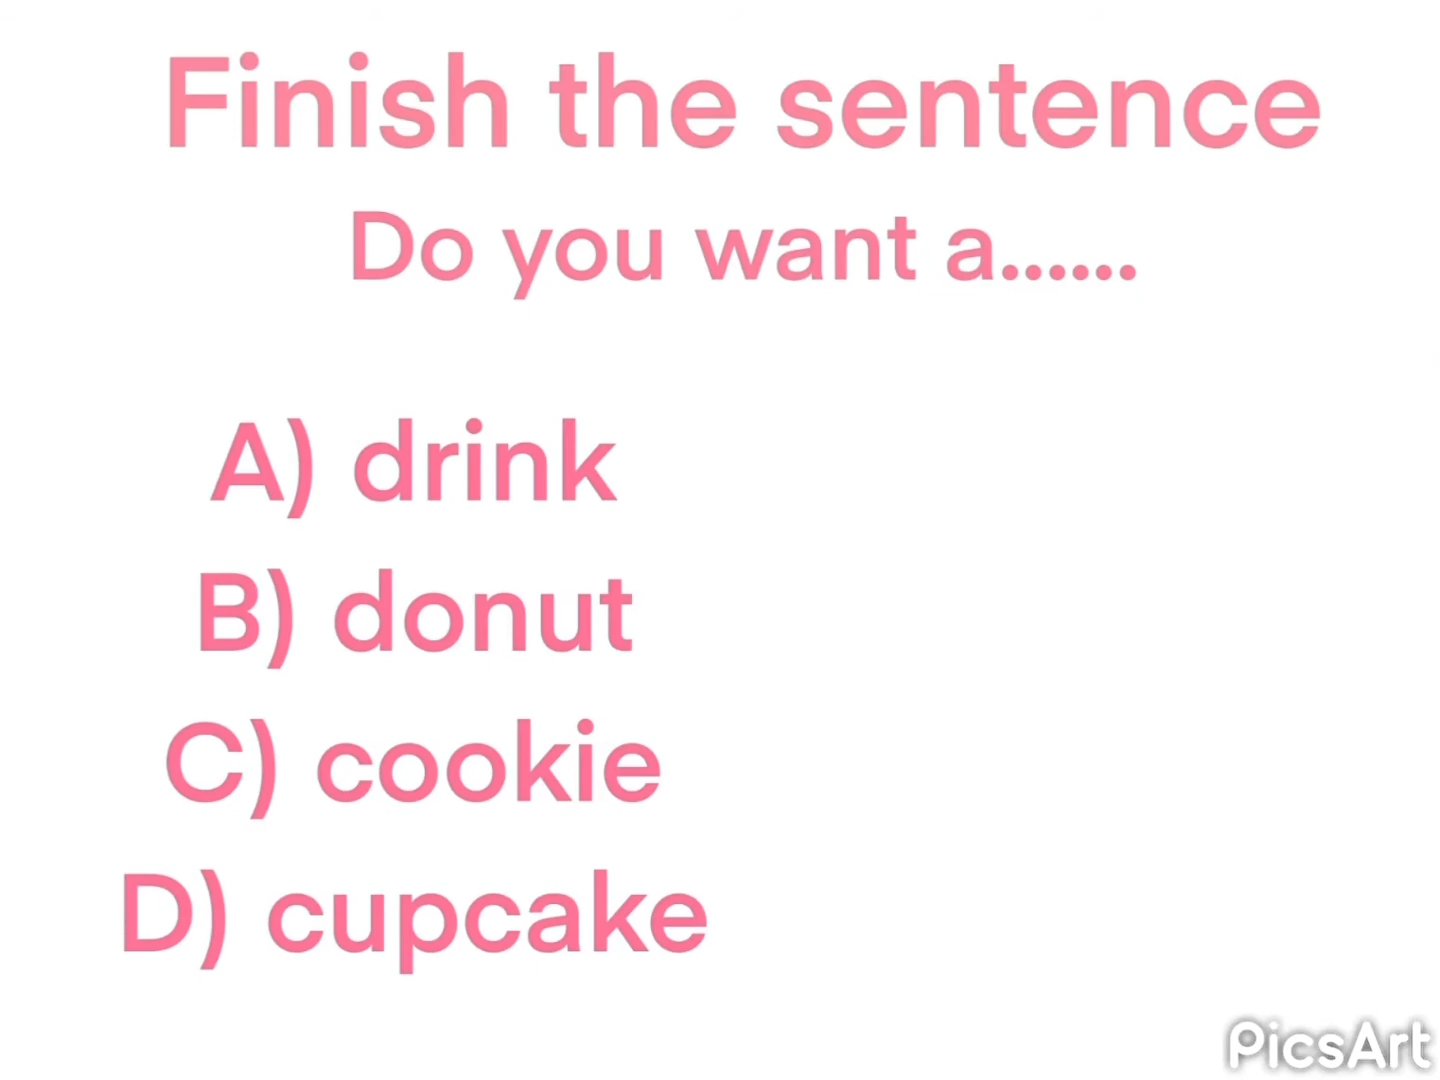 Finish the sentence
Do you want a......
A) drink
B) donut
C) cookie
D) cupcake
PicsArt